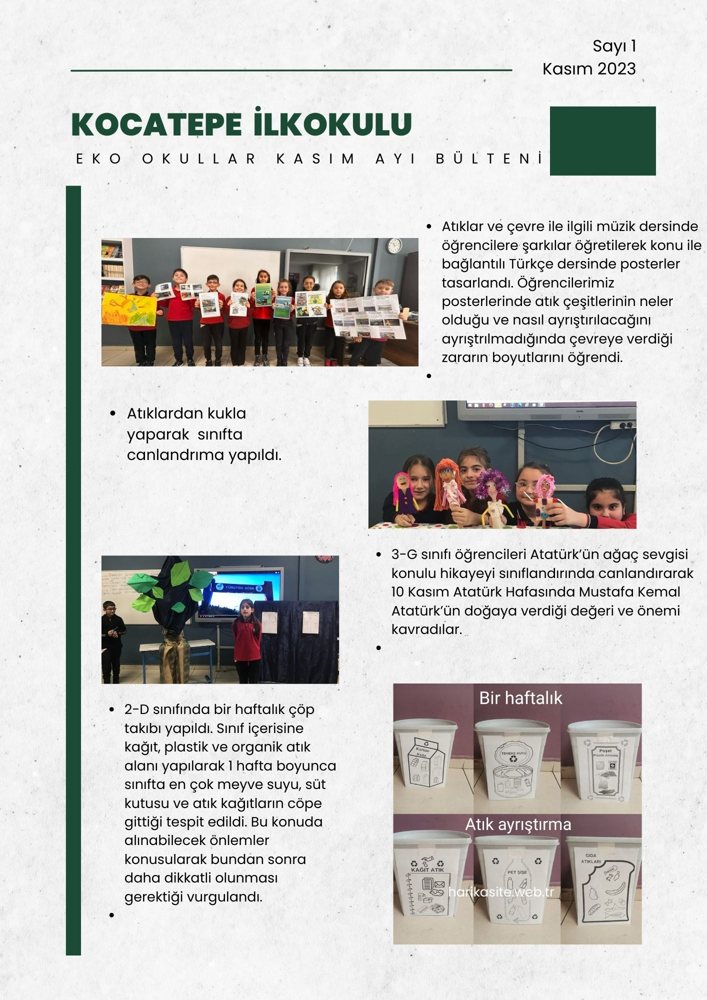 Sayı 1
Kasım 2023
KOCATEPE İLKOKULU
EKO OKULLAR KASIM AYI BÜLTENİ
Atıklar ve çevre ile ilgili müzik dersinde
öğrencilere şarkılar öğretilerek konu ile
bağlantılı Türkçe dersinde posterler
tasarlandı. Öğrencilerimiz
posterlerinde atık çeşitlerinin neler
olduğu ve nasıl ayrıştırılacağını
ayrıştrılmadığında çevreye verdiği
zararın boyutlarını öğrendi.
Atıklardan kukla
yaparak sınıfta
canlandrıma yapıldı.
VESTEL
YÜRÜYEN KÖŞK
3-G sınıfı öğrencileri Atatürk’ün ağaç sevgisi
konulu hikayeyi sınıflandırında canlandırarak
10 Kasım Atatürk Hafasında Mustafa Kemal
Atatürk’ün doğaya verdiği değeri ve önemi
kavradılar.
2-D sınıfında bir haftalık çöp
takıbı yapıldı. Sınıf içerisine
kağıt, plastik ve organik atık
alanı yapılarak 1 hafta boyunca
sınıfta en çok meyve suyu, süt
kutusu ve atık kağıtların cöpe
gittiği tespit edildi. Bu konuda
alınabilecek önlemler
konusularak bundan sonra
daha dikkatli olunması
gerektiği vurgulandı.
Bir haftalık
Karton
Kutu
TENEKE KUTU
Poşet
Plastik Ambalaj
Atık ayrıştırma
KAĞIT ATIK
PET ŞİŞE
GIDA
ATIKLARI
harikasite.web.tr